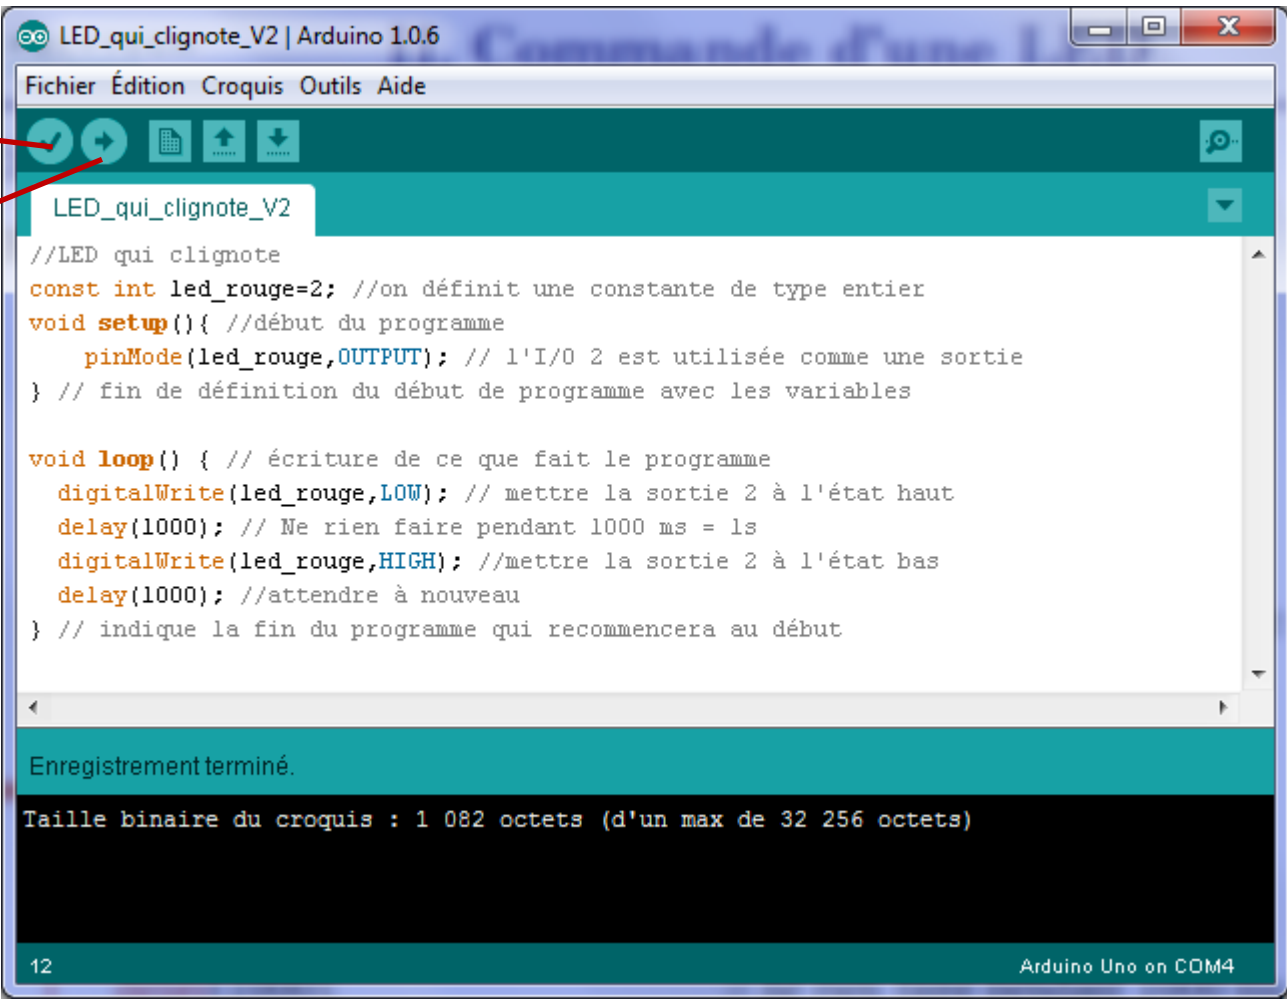 LED_qui_clignote_V2 | Arduino 1.0.6
Commande d'une LED
Fichier Édition Croquis Outils Aide
LED_qui_clignote_V2
//LED qui clignote
const int led_rouge=2; //on définit une constante de type entier
void setup(){ //début du programme
    pinMode(led_rouge,OUTPUT); // l'I/O 2 est utilisée comme une sortie
} // fin de définition du début de programme avec les variables
void loop() { // écriture de ce que fait le programme
  digitalWrite(led_rouge,LOW); // mettre la sortie 2 à l'état haut
  delay(1000); // Ne rien faire pendant 1000 ms = 1s
  digitalWrite(led_rouge,HIGH); //mettre la sortie 2 à l'état bas
  delay(1000); //attendre à nouveau
} // indique la fin du programme qui recommencera au début
Enregistrement terminé.
Taille binaire du croquis : 1 082 octets (d'un max de 32 256 octets)
12
Arduino Uno on COM4